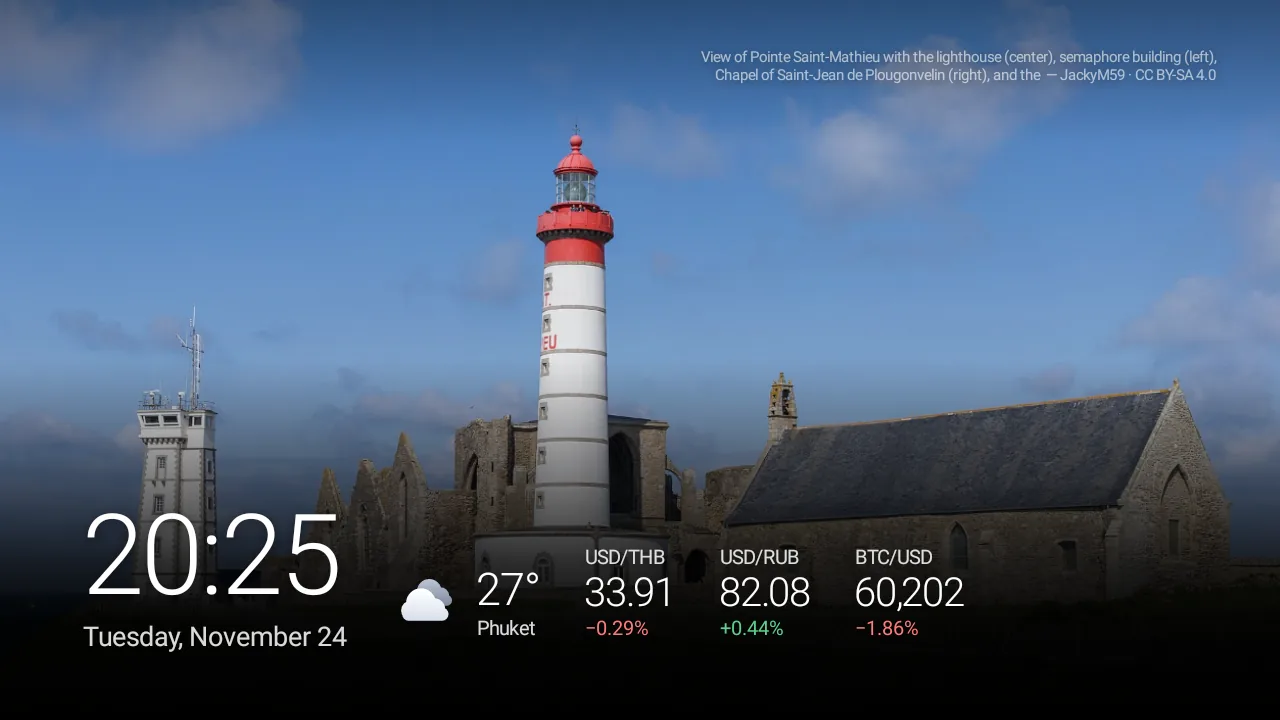 View of Pointe Saint-Mathieu with the lighthouse (center), semaphore building (left),
Chapel of Saint-Jean de Plougonvelin (right), and the — JackyM59 · CC BY-SA 4.0
T.
EU
20:25
Tuesday, November 24
27°
Phuket
USD/THB
33.91
−0.29%
USD/RUB
82.08
+0.44%
BTC/USD
60,202
−1.86%